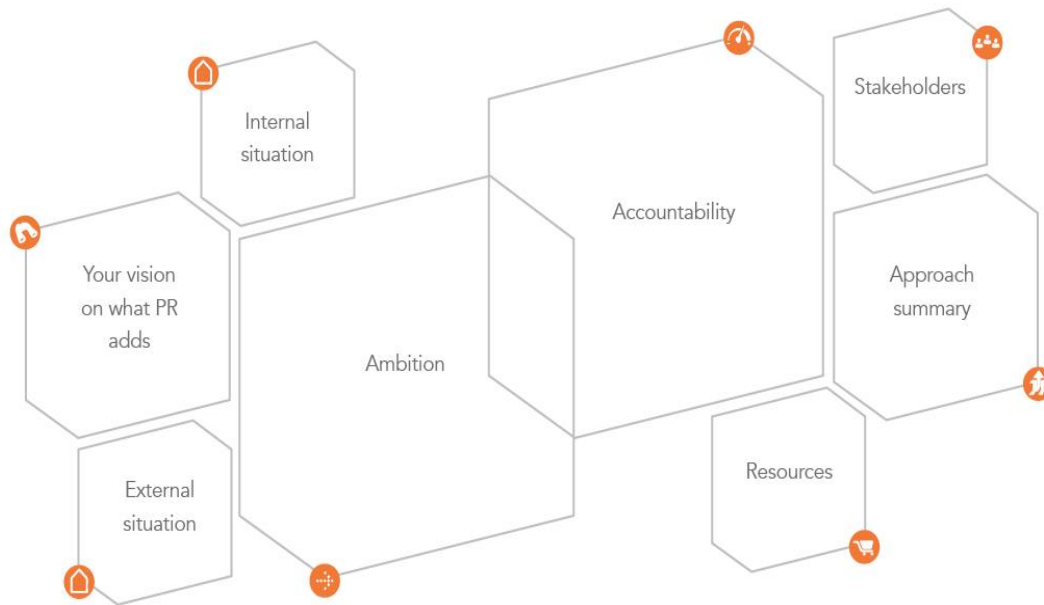 Internal
situation
Your vision
on what PR
adds
External
situation
Ambition
Accountability
Stakeholders
Approach
summary
Resources